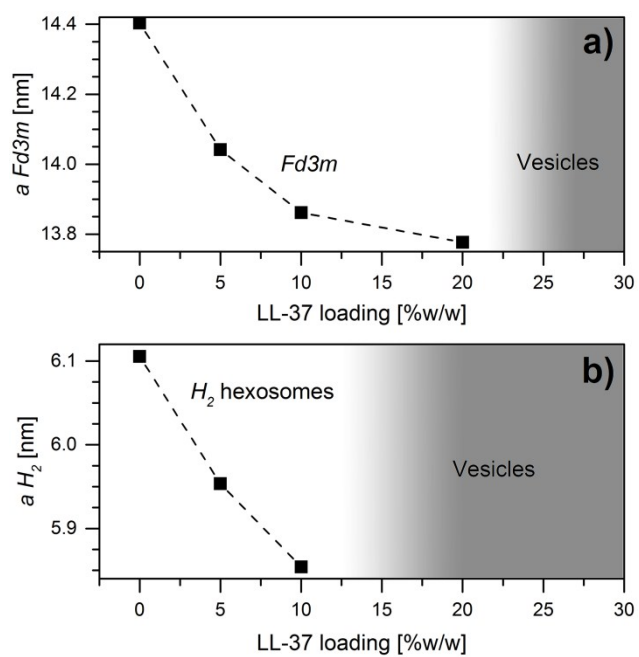 a)
14.4
14.2
14.0
13.8
a Fd3m [nm]
Fd3m
Vesicles
0 5 10 15 20 25 30
LL-37 loading [%w/w]
b)
6.1
6.0
5.9
a H2 [nm]
H2 hexosomes
Vesicles
0 5 10 15 20 25 30
LL-37 loading [%w/w]